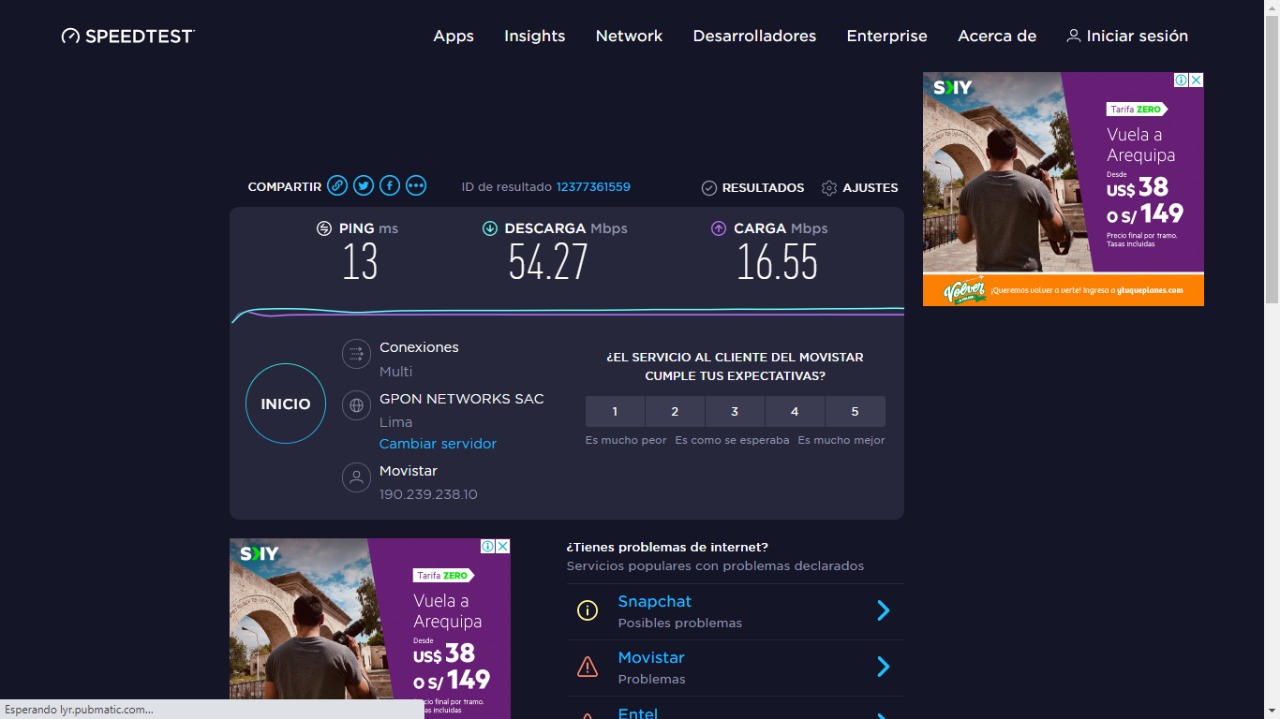 SPEEDTEST
Apps Insights Network Desarrolladores Enterprise Acerca de Iniciar sesión
SKY
Tarifa ZERO
Vuela a
Arequipa
Desde
US$ 38
O S/ 149
Precio final por tramo.
Tasas incluidas
Volver
¡Queremos volver a verte! Ingresa a ytuqueplanes.com
COMPARTIR ID de resultado 12377361559 RESULTADOS AJUSTES
PING ms DESCARGA Mbps CARGA Mbps
13 54.27 16.55
INICIO
Conexiones
Multi
GPON NETWORKS SAC
Lima
Cambiar servidor
Movistar
190.239.238.10
¿EL SERVICIO AL CLIENTE DEL MOVISTAR
CUMPLE TUS EXPECTATIVAS?
1 2 3 4 5
Es mucho peor Es como se esperaba Es mucho mejor
SKY
Tarifa ZERO
Vuela a
Arequipa
Desde
US$ 38
O S/ 149
cio final por tramo.
as incluidas
¿Tienes problemas de internet?
Servicios populares con problemas declarados
Snapchat
Posibles problemas
Movistar
Problemas
Entel
Esperando lyr.pubmatic.com...